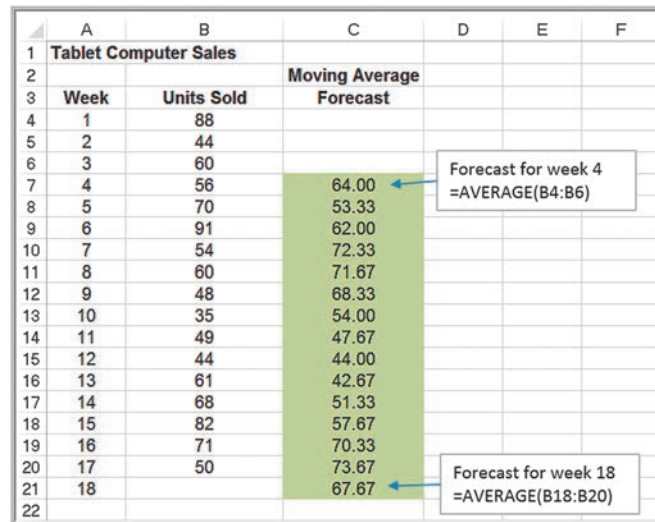 A B C D E F
1 Tablet Computer Sales
2 Moving Average
3 Week Units Sold Forecast
4 1 88
5 2 44
6 3 60
7 4 56 64.00
8 5 70 53.33
9 6 91 62.00
10 7 54 72.33
11 8 60 71.67
12 9 48 68.33
13 10 35 54.00
14 11 49 47.67
15 12 44 44.00
16 13 61 42.67
17 14 68 51.33
18 15 82 57.67
19 16 71 70.33
20 17 50 73.67
21 18 67.67
22
Forecast for week 4
=AVERAGE(B4:B6)
Forecast for week 18
=AVERAGE(B18:B20)